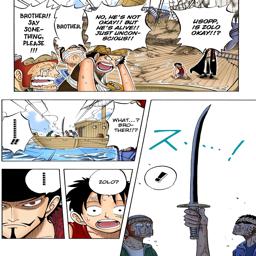 USOPP,
IS ZOLO
OKAY!?
NO, HE'S NOT
OKAY!! BUT
HE'S ALIVE!!
JUST UNCON-
SCIOUS!!
BROTHER
BROTHER!!
SAY
SOME-
THING,
PLEASE
!!!
ス…!
!!
WHAT...?
BRO-
THER!?
ZOLO?
!!!